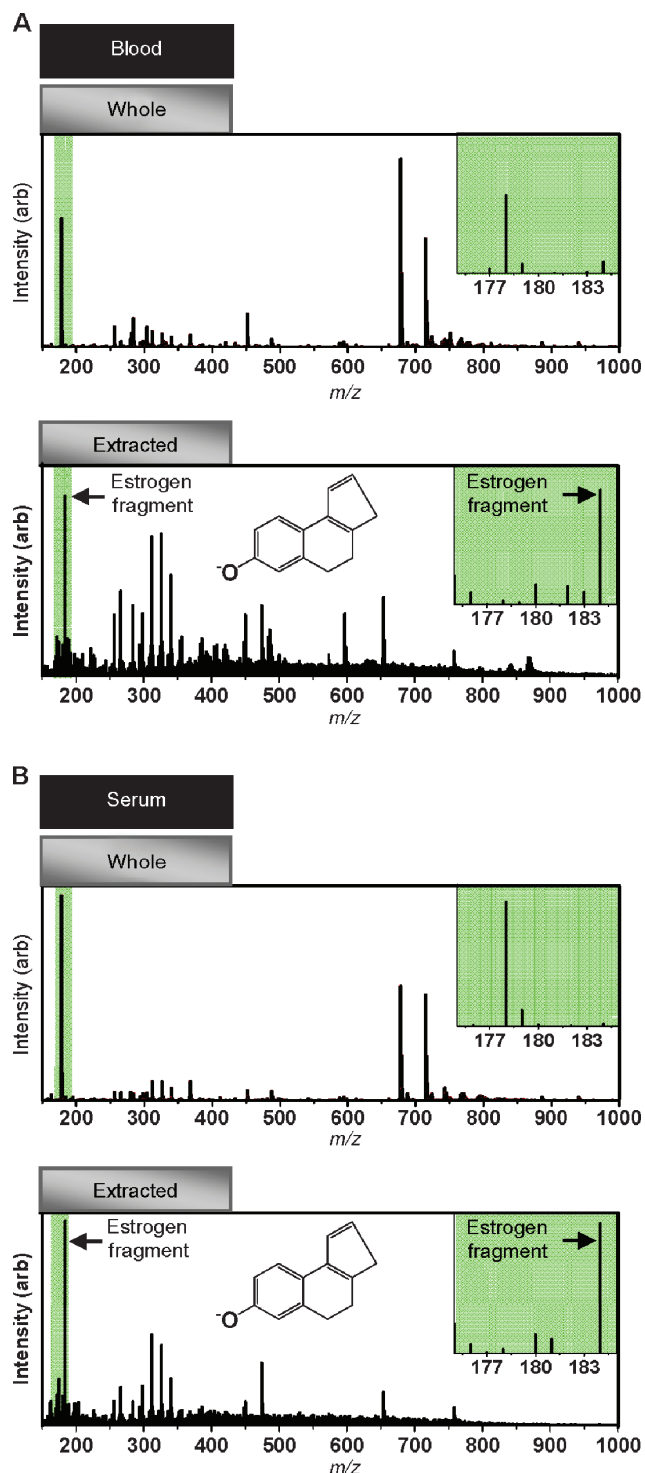 A
Blood
Whole
Intensity (arb)
177 180 183
200 300 400 500 600 700 800 900 1000
m/z
Extracted
Intensity (arb)
Estrogen
fragment
-O
Estrogen
fragment
177 180 183
200 300 400 500 600 700 800 900 1000
m/z
B
Serum
Whole
Intensity (arb)
177 180 183
200 300 400 500 600 700 800 900 1000
m/z
Extracted
Intensity (arb)
Estrogen
fragment
-O
Estrogen
fragment
177 180 183
200 300 400 500 600 700 800 900 1000
m/z